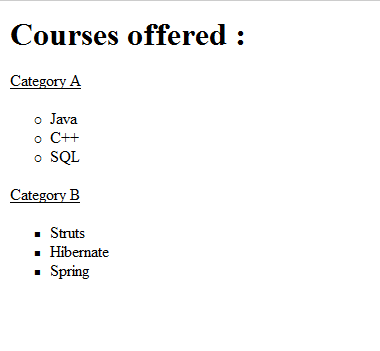 Courses offered :
Category A
Java
C++
SQL
Category B
Struts
Hibernate
Spring